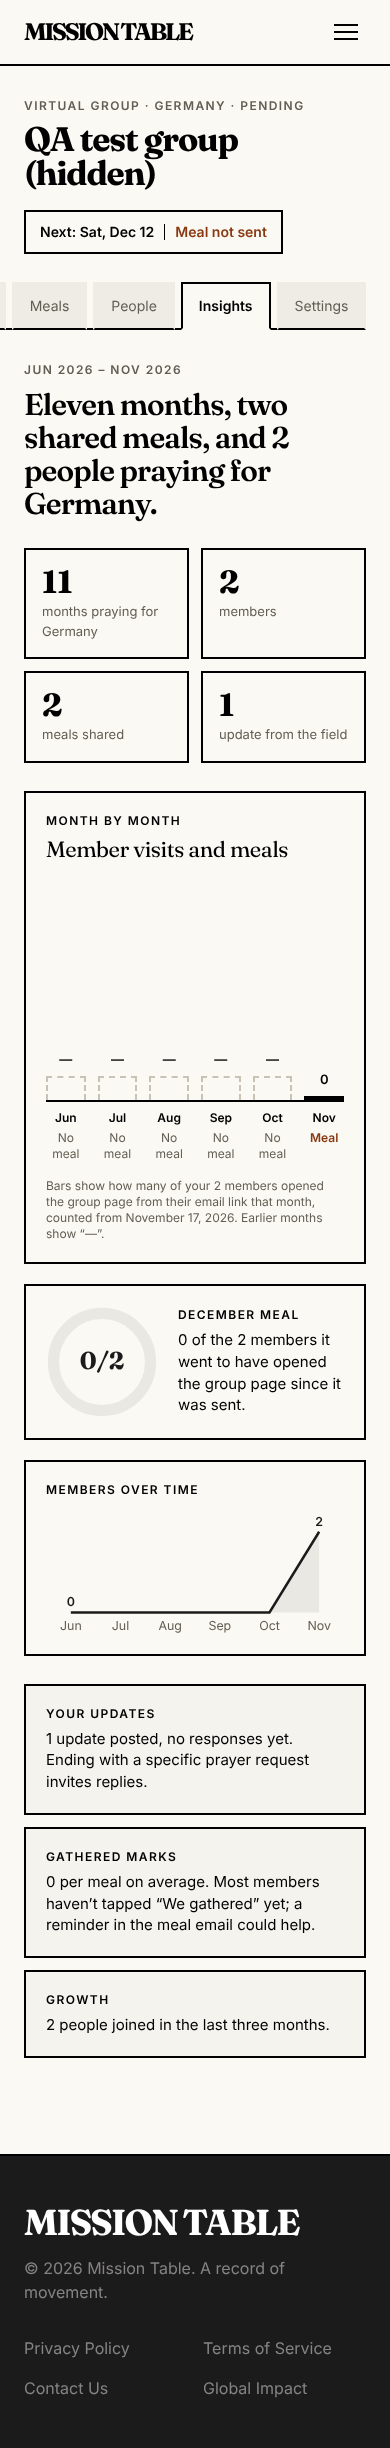 MISSION TABLE
VIRTUAL GROUP · GERMANY · PENDING
QA test group
(hidden)
Next: Sat, Dec 12 | Meal not sent
Meals People Insights Settings
JUN 2026 – NOV 2026
Eleven months, two
shared meals, and 2
people praying for
Germany.
11
months praying for
Germany
2
members
2
meals shared
1
update from the field
MONTH BY MONTH
Member visits and meals
— — — — — 0
Jun Jul Aug Sep Oct Nov
No No No No No Meal
meal meal meal meal meal
Bars show how many of your 2 members opened
the group page from their email link that month,
counted from November 17, 2026. Earlier months
show “—”.
0/2
DECEMBER MEAL
0 of the 2 members it
went to have opened
the group page since it
was sent.
MEMBERS OVER TIME
2
0
Jun Jul Aug Sep Oct Nov
YOUR UPDATES
1 update posted, no responses yet.
Ending with a specific prayer request
invites replies.
GATHERED MARKS
0 per meal on average. Most members
haven’t tapped “We gathered” yet; a
reminder in the meal email could help.
GROWTH
2 people joined in the last three months.
MISSION TABLE
© 2026 Mission Table. A record of
movement.
Privacy Policy Terms of Service
Contact Us Global Impact